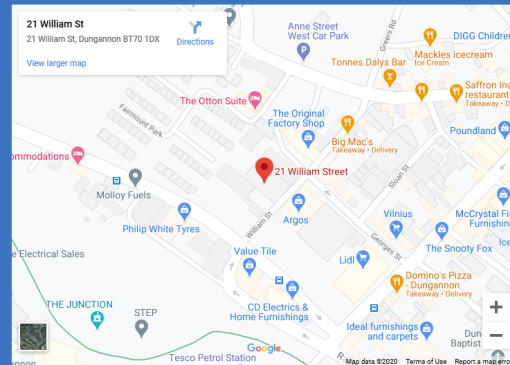 21 William St
21 William St, Dungannon BT70 1DX
Directions
View larger map
Anne Street
West Car Park
Greers Rd
DIGG Childre
Mackles icecream
Ice Cream
Tonnes Dalys Bar
Saffron Ind
restaurant
Takeaway • D
The Otton Suite
The Original
Factory Shop
Fairmount Park
Big Mac's
Takeaway • Delivery
Poundland
ommodations
21 William Street
Sloan St
Molloy Fuels
Argos
Vilnius
McCrystal Fi
Furnishing
Philip White Tyres
William St
Georges St
The Snooty Fox
Ice
e Electrical Sales
Value Tile
Lidl
Domino's Pizza
- Dungannon
Takeaway • Delivery
THE JUNCTION
STEP
CD Electrics &
Home Furnishings
Ideal furnishings
and carpets
Dun
Baptist
Tesco Petrol Station
Google
nnon
Map data ©2020
Terms of Use
Report a map erro